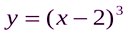 y = (x − 2)³